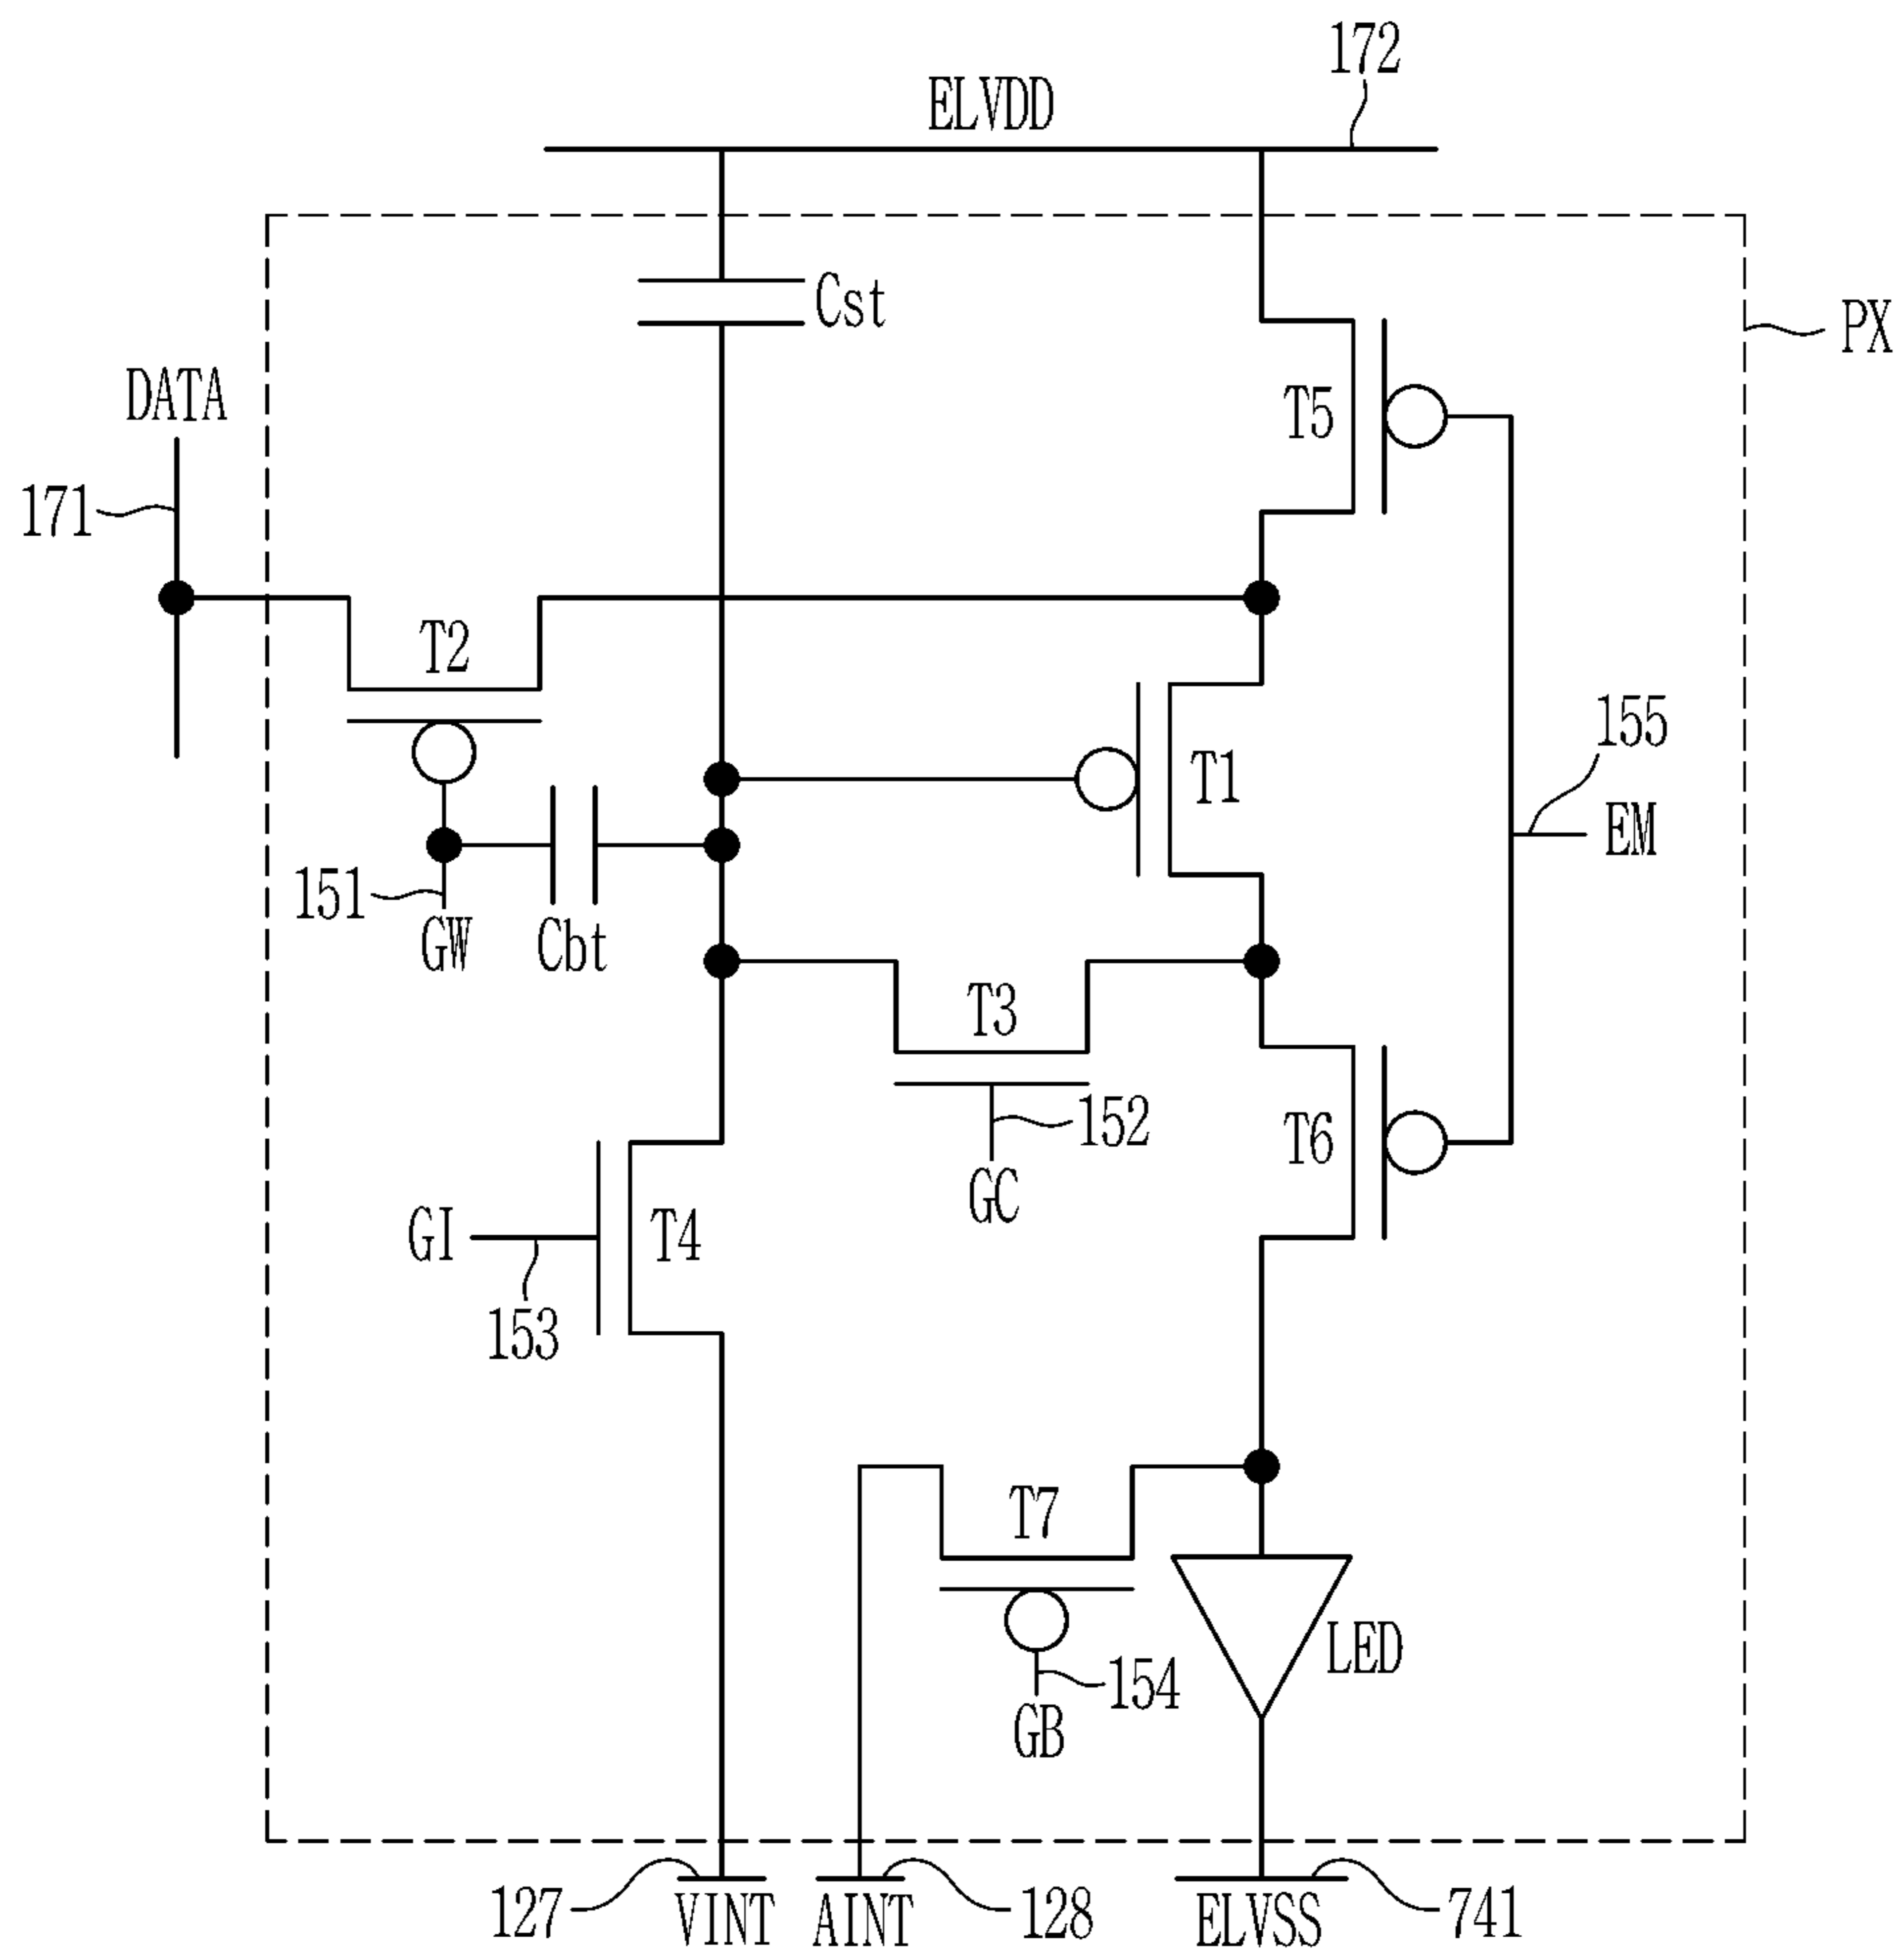 172
ELVDD
Cst
PX
DATA
T5
171
T2
155
T1
EM
151
GW
Cbt
T3
152
T6
GC
GI
T4
153
T7
LED
154
GB
127
VINT
AINT
128
ELVSS
741